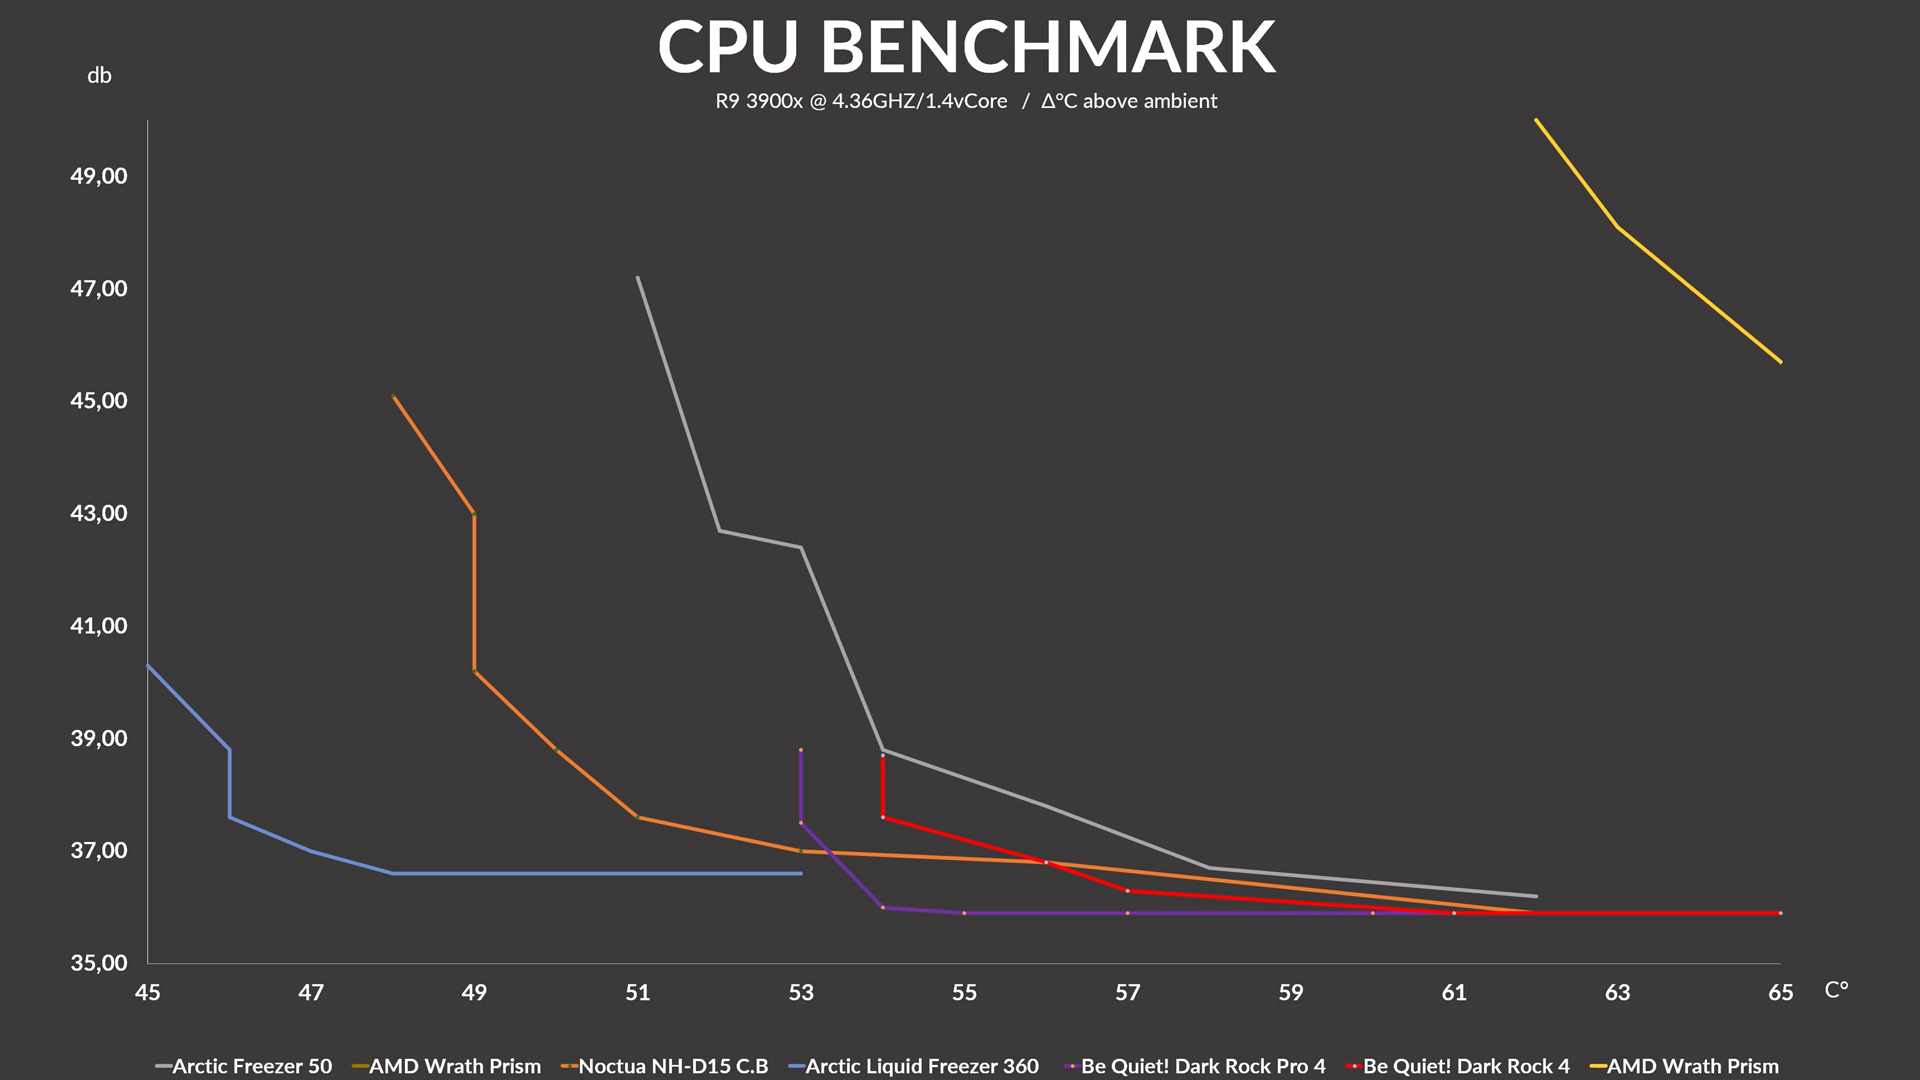 CPU BENCHMARK
db
R9 3900x @ 4.36GHZ/1.4vCore / Δ°C above ambient
49,00
47,00
45,00
43,00
41,00
39,00
37,00
35,00
45 47 49 51 53 55 57 59 61 63 65 C°
Arctic Freezer 50 AMD Wrath Prism Noctua NH-D15 C.B Arctic Liquid Freezer 360 Be Quiet! Dark Rock Pro 4 Be Quiet! Dark Rock 4 AMD Wrath Prism